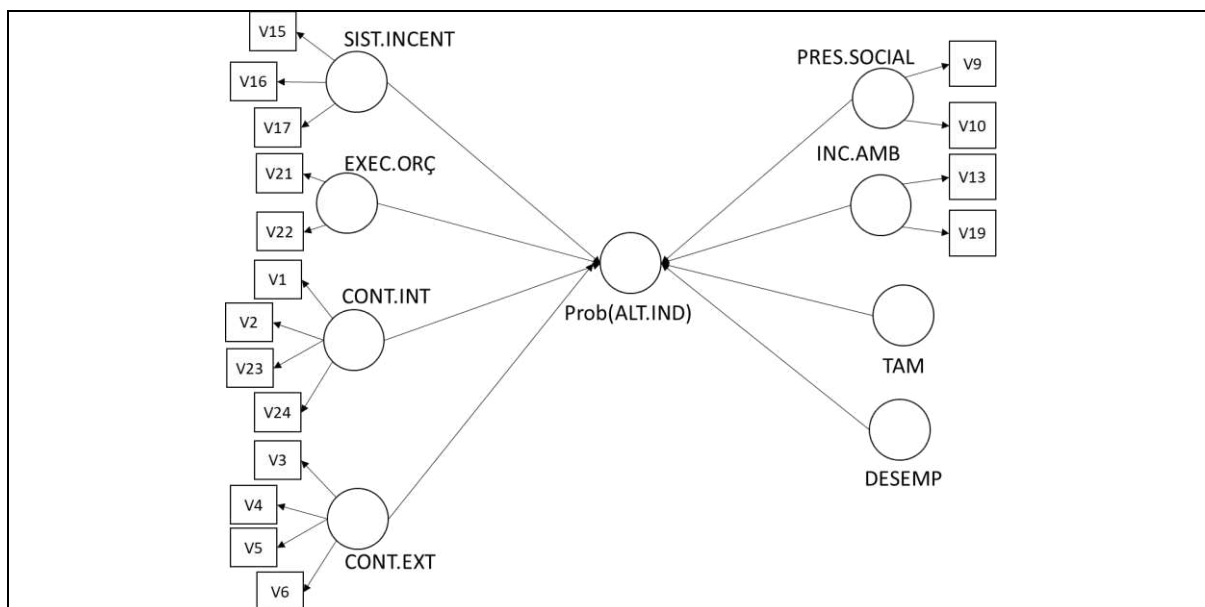 V15
SIST.INCENT
V16
V17
EXEC.ORÇ
V21
V22
V1
CONT.INT
V2
V23
V24
V3
V4
V5
CONT.EXT
V6
Prob(ALT.IND)
PRES.SOCIAL
V9
V10
INC.AMB
V13
V19
TAM
DESEMP